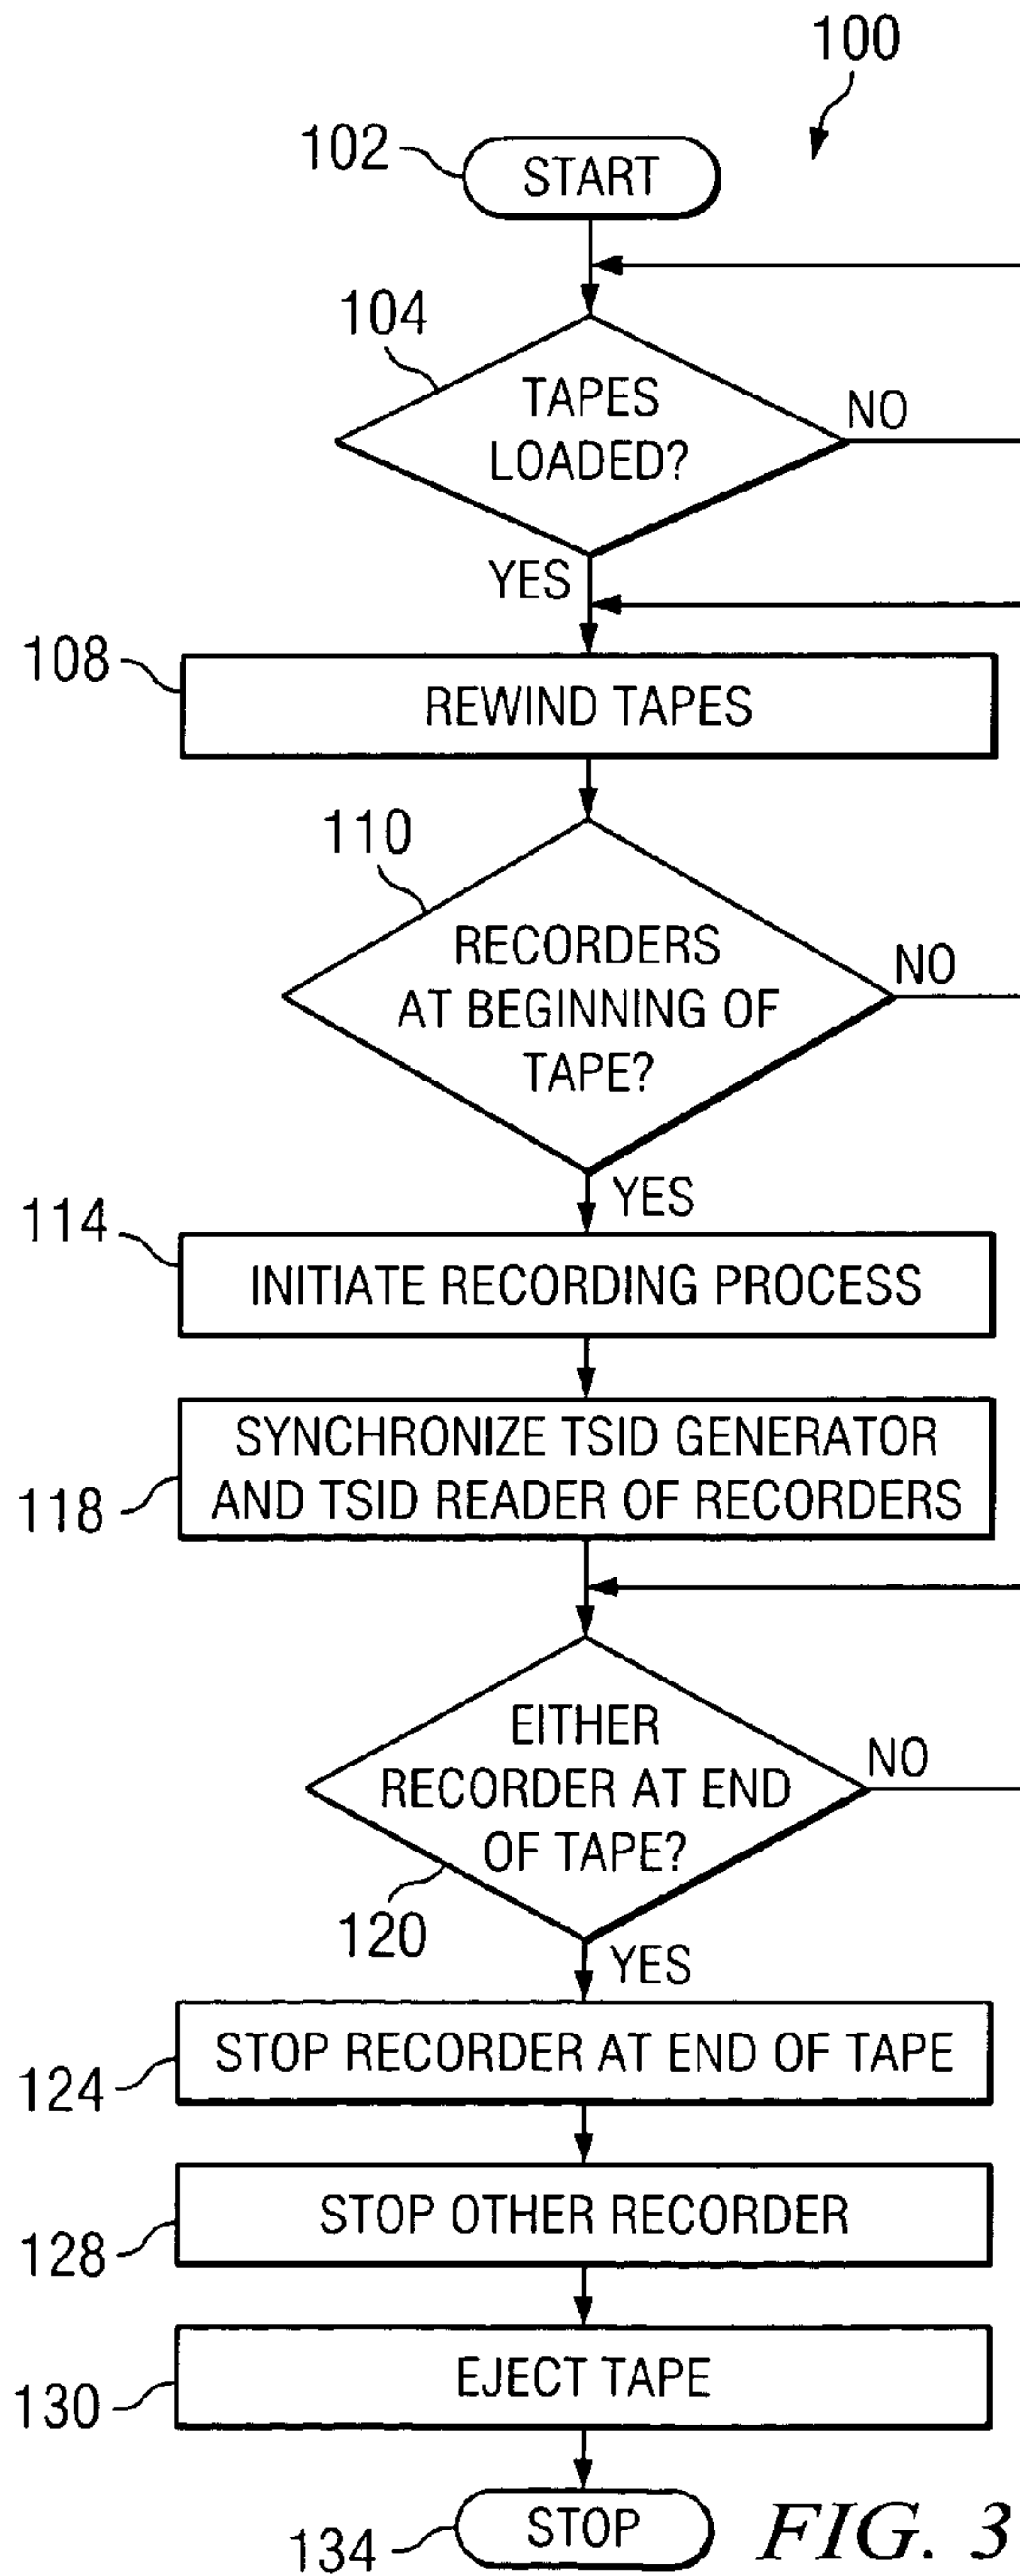 100
102
START
104
TAPES
LOADED?
NO
YES
108
REWIND TAPES
110
RECORDERS
AT BEGINNING OF
TAPE?
NO
YES
114
INITIATE RECORDING PROCESS
118
SYNCHRONIZE TSID GENERATOR
AND TSID READER OF RECORDERS
EITHER
RECORDER AT END
OF TAPE?
NO
120
YES
124
STOP RECORDER AT END OF TAPE
128
STOP OTHER RECORDER
130
EJECT TAPE
134
STOP
FIG. 3